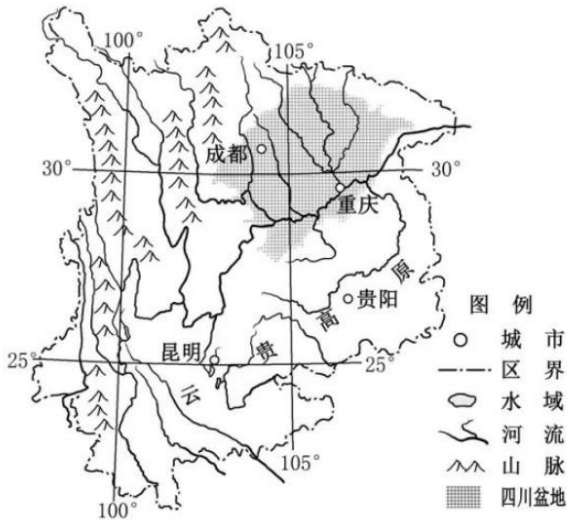 100°
105°
成都
30°
30°
重庆
贵阳
昆明
云 贵 高 原
25°
25°
105°
100°
图 例
城 市
区 界
水 域
河 流
山 脉
四川盆地